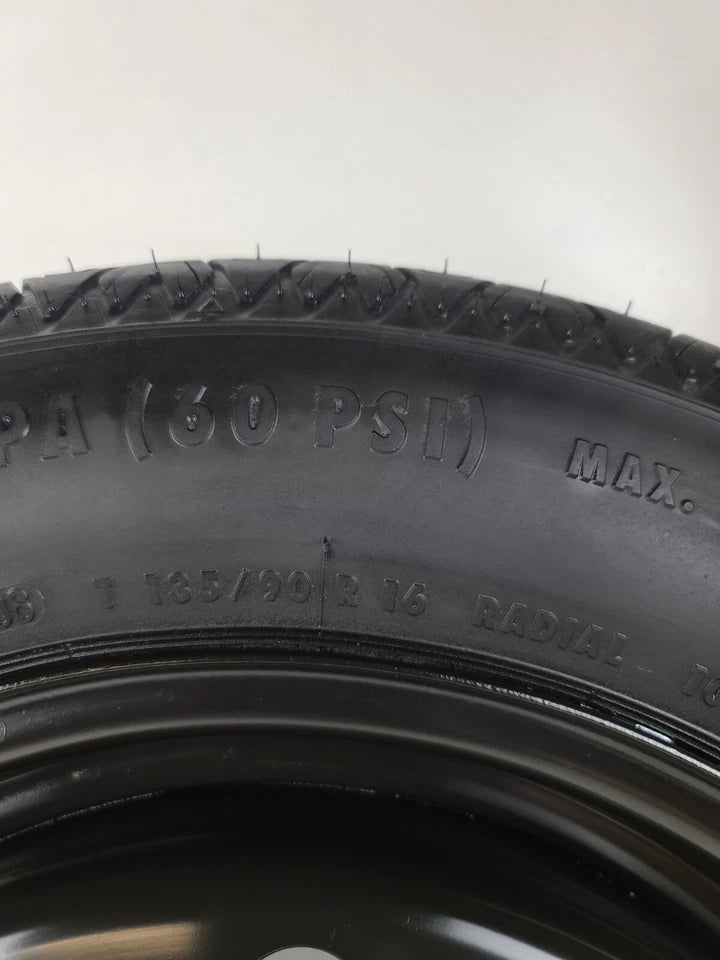 PA (60 PSI) MAX.
T 135/90 R 16 RADIAL